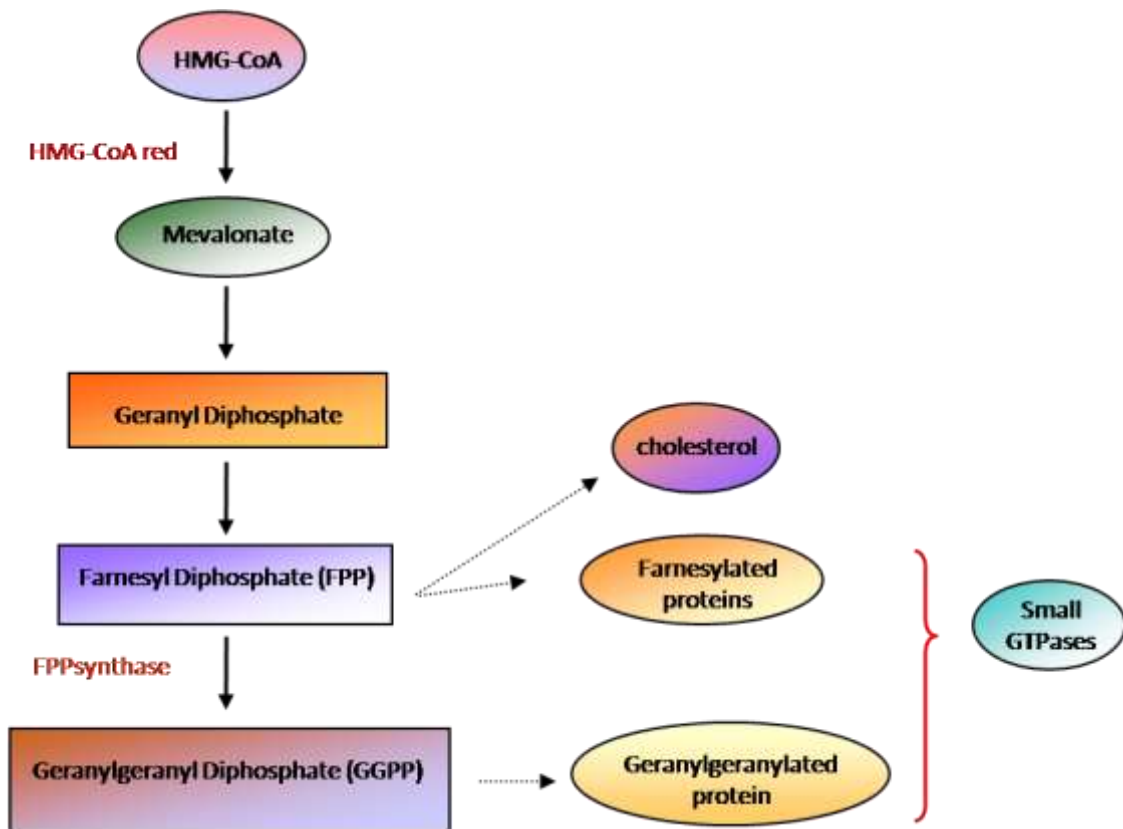 HMG-CoA
HMG-CoA red
Mevalonate
Geranyl Diphosphate
cholesterol
Farnesyl Diphosphate (FPP)
Farnesylated
proteins
Small
GTPases
FPPsynthase
Geranylgeranyl Diphosphate (GGPP)
Geranylgeranylated
protein